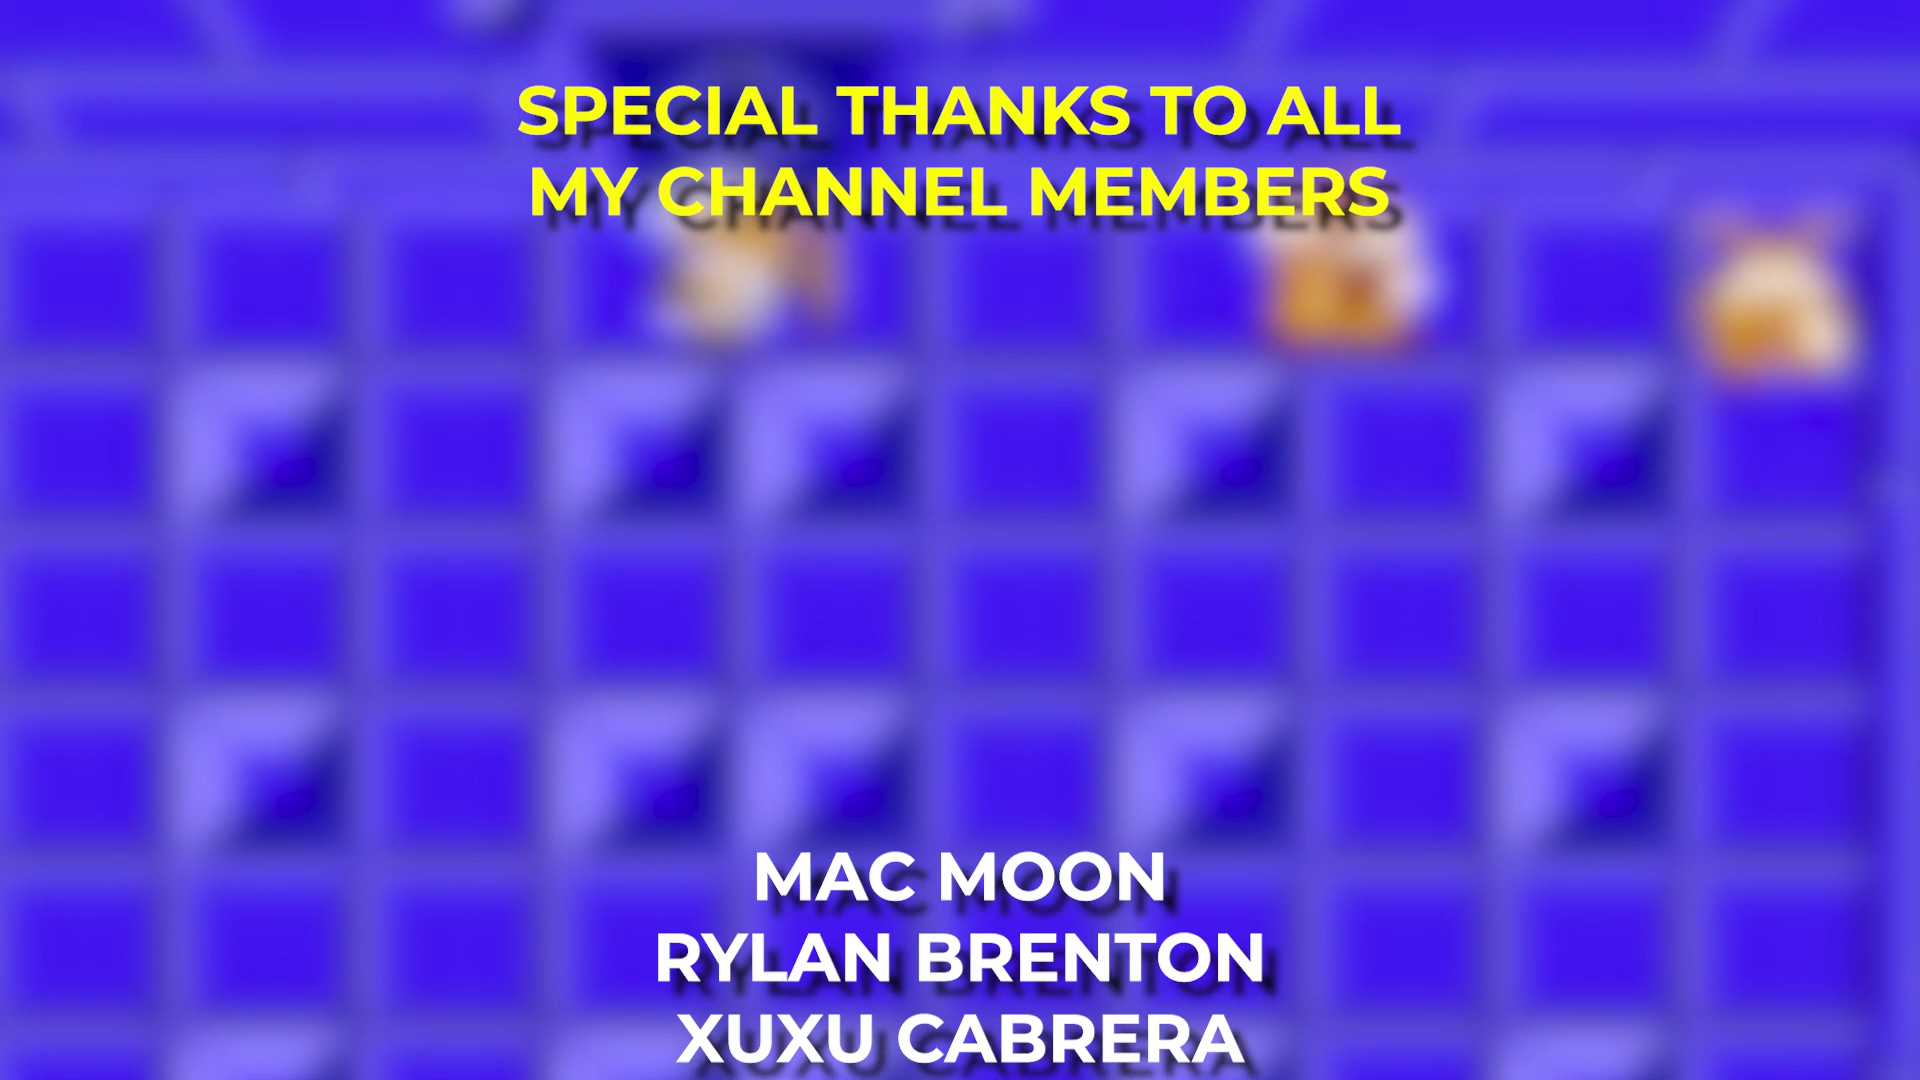 SPECIAL THANKS TO ALL
MY CHANNEL MEMBERS
MAC MOON
RYLAN BRENTON
XUXU CABRERA